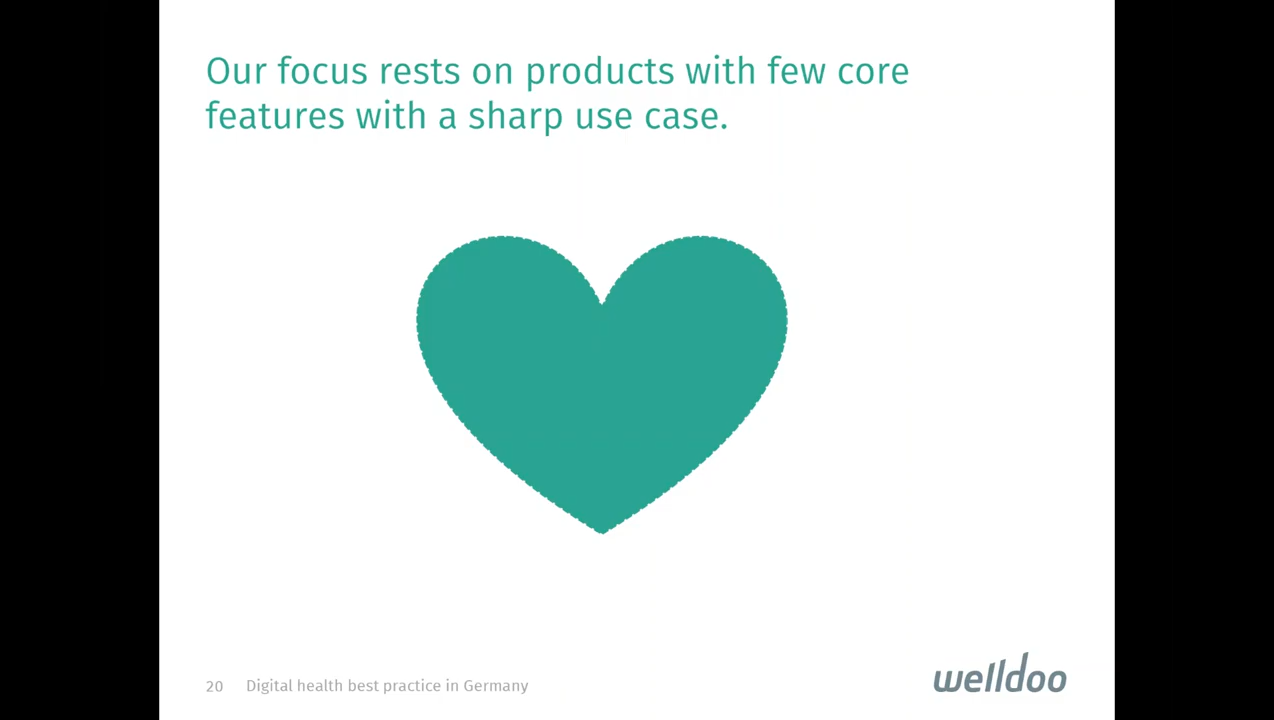 Our focus rests on products with few core
features with a sharp use case.
20 Digital health best practice in Germany
welldoo